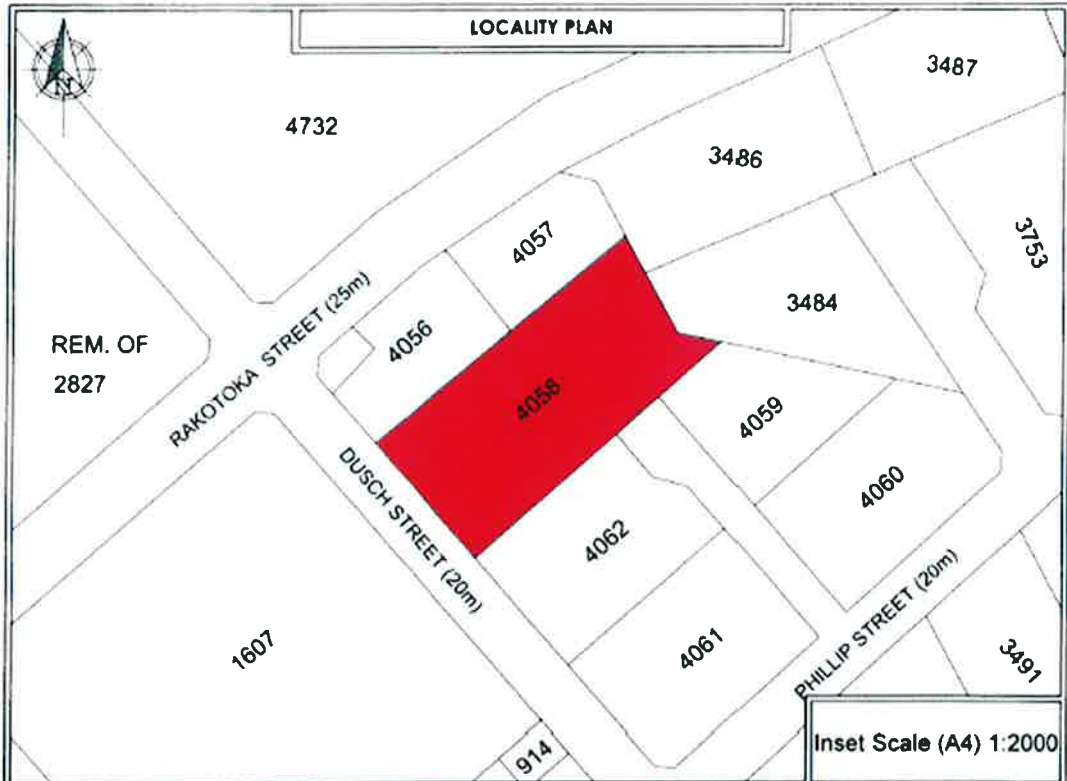 LOCALITY PLAN
N
4732
3487
3486
3753
4057
3484
4056
REM. OF
2827
RAKOTOKA STREET (25m)
4058
4059
4060
DUSCH STREET (20m)
4062
4061
PHILLIP STREET (20m)
1607
3491
914
Inset Scale (A4) 1:2000